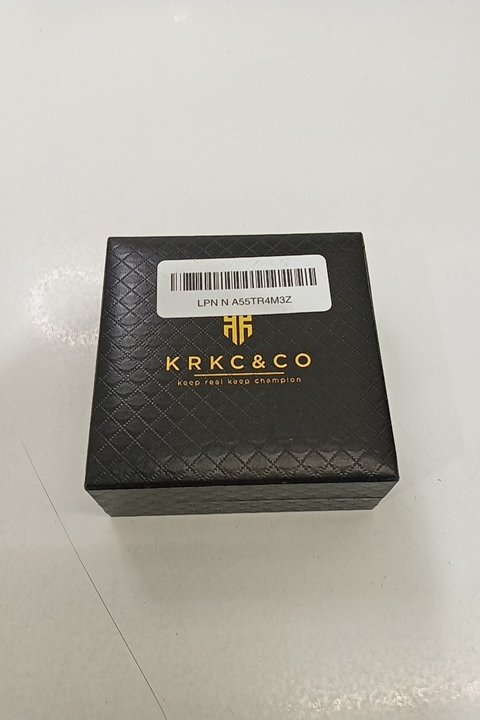 LPN N A55TR4M3Z
KRKC&CO
keep real keep champion